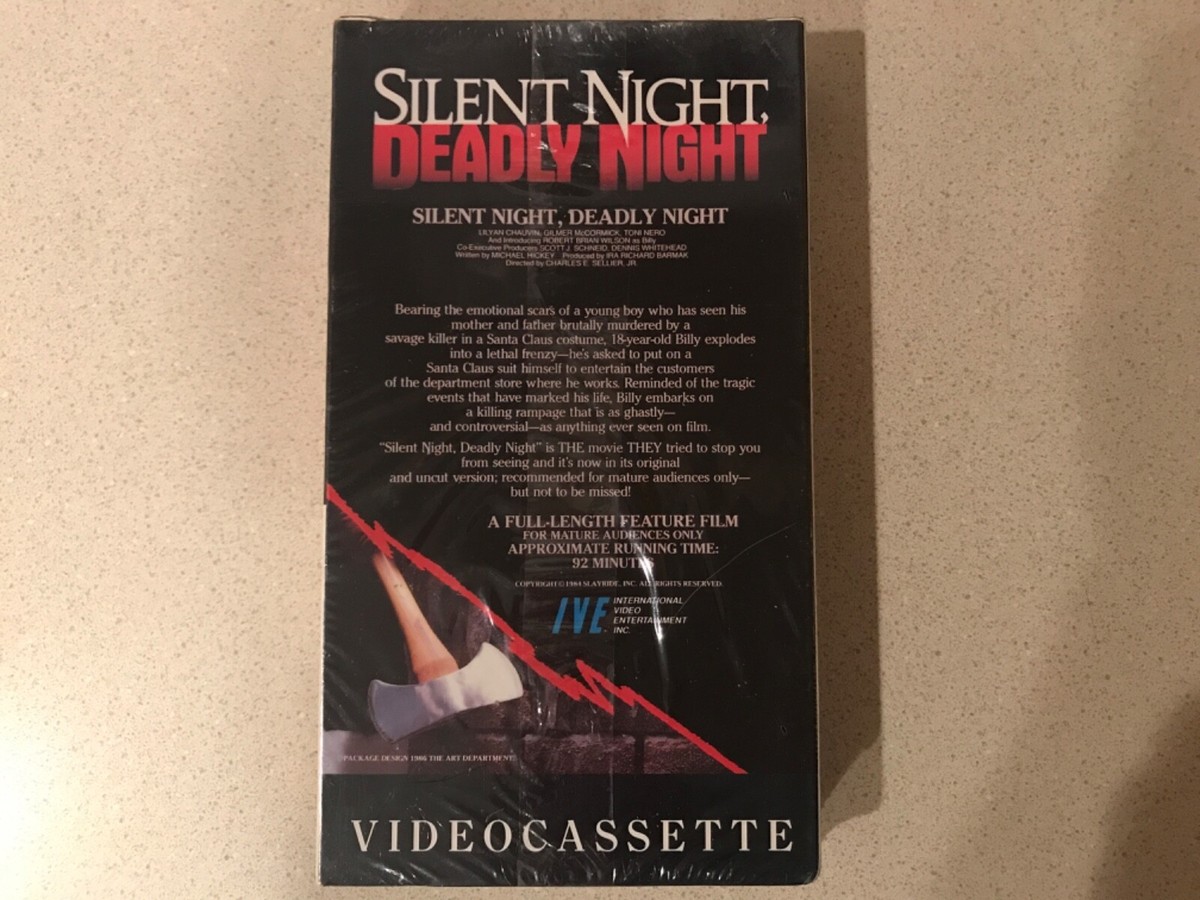 SILENT NIGHT,
DEADLY NIGHT
SILENT NIGHT, DEADLY NIGHT
LILYAN CHAUVIN, GILMER McCORMICK, TONI NERO
And Introducing ROBERT BRIAN WILSON as Billy
Co-Executive Producers SCOTT J. SCHNEID, DENNIS WHITEHEAD
Written by MICHAEL HICKEY Produced by IRA RICHARD BARMAK
Directed by CHARLES E. SELLIER, JR.
Bearing the emotional scars of a young boy who has seen his
mother and father brutally murdered by a
savage killer in a Santa Claus costume, 18-year-old Billy explodes
into a lethal frenzy—he's asked to put on a
Santa Claus suit himself to entertain the customers
of the department store where he works. Reminded of the tragic
events that have marked his life, Billy embarks on
a killing rampage that is as ghastly—
and controversial—as anything ever seen on film.
"Silent Night, Deadly Night" is THE movie THEY tried to stop you
from seeing and it's now in its original
and uncut version; recommended for mature audiences only—
but not to be missed!
A FULL-LENGTH FEATURE FILM
FOR MATURE AUDIENCES ONLY
APPROXIMATE RUNNING TIME:
92 MINUTES
COPYRIGHT © 1984 SLAYRIDE, INC. ALL RIGHTS RESERVED.
IVE INTERNATIONAL
VIDEO
ENTERTAINMENT
INC.
PACKAGE DESIGN 1986 THE ART DEPARTMENT
VIDEOCASSETTE